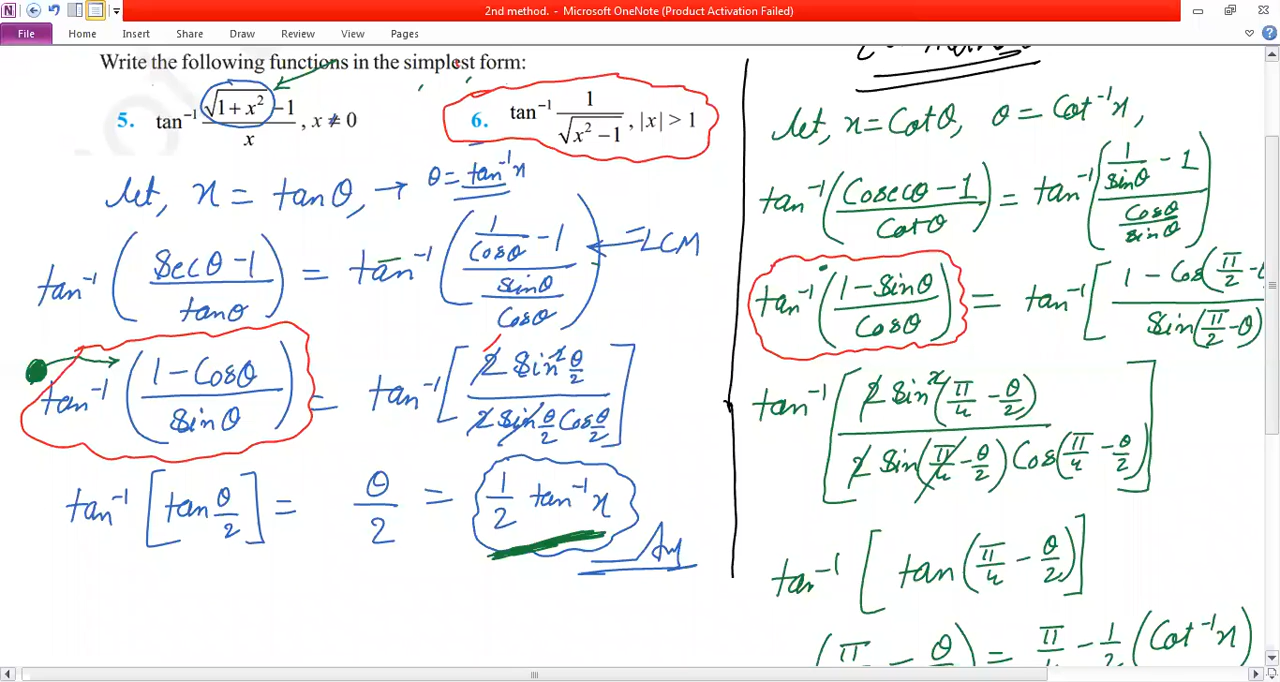 2nd method. - Microsoft OneNote (Product Activation Failed)
File Home Insert Share Draw Review View Pages
Write the following functions in the simplest form:
5. tan⁻¹ (√(1+x²) −1)/x , x ≠ 0
6. tan⁻¹ 1/√(x²−1) , |x| > 1
Let, x = tanθ, → θ = tan⁻¹x
tan⁻¹((Secθ −1)/tanθ) = tan⁻¹((1/Cosθ − 1)/(Sinθ/Cosθ)) ← LCM
tan⁻¹((1−Cosθ)/Sinθ) = tan⁻¹[2 Sin² θ/2 / 2 Sin θ/2 Cos θ/2]
tan⁻¹[tan θ/2] = θ/2 = 1/2 tan⁻¹x
Ans
Let, x = Cotθ, θ = Cot⁻¹x,
tan⁻¹((Cosecθ −1)/Cotθ) = tan⁻¹((1/Sinθ − 1)/(Cosθ/Sinθ))
tan⁻¹((1−Sinθ)/Cosθ) = tan⁻¹[1 − Cos(π/2 − / Sin(π/2 −θ)
tan⁻¹[2 Sin²(π/4 − θ/2) / 2 Sin(π/4 − θ/2) Cos(π/4 − θ/2)]
tan⁻¹[tan(π/4 − θ/2)]
= π/4 − 1/2 (Cot⁻¹x)